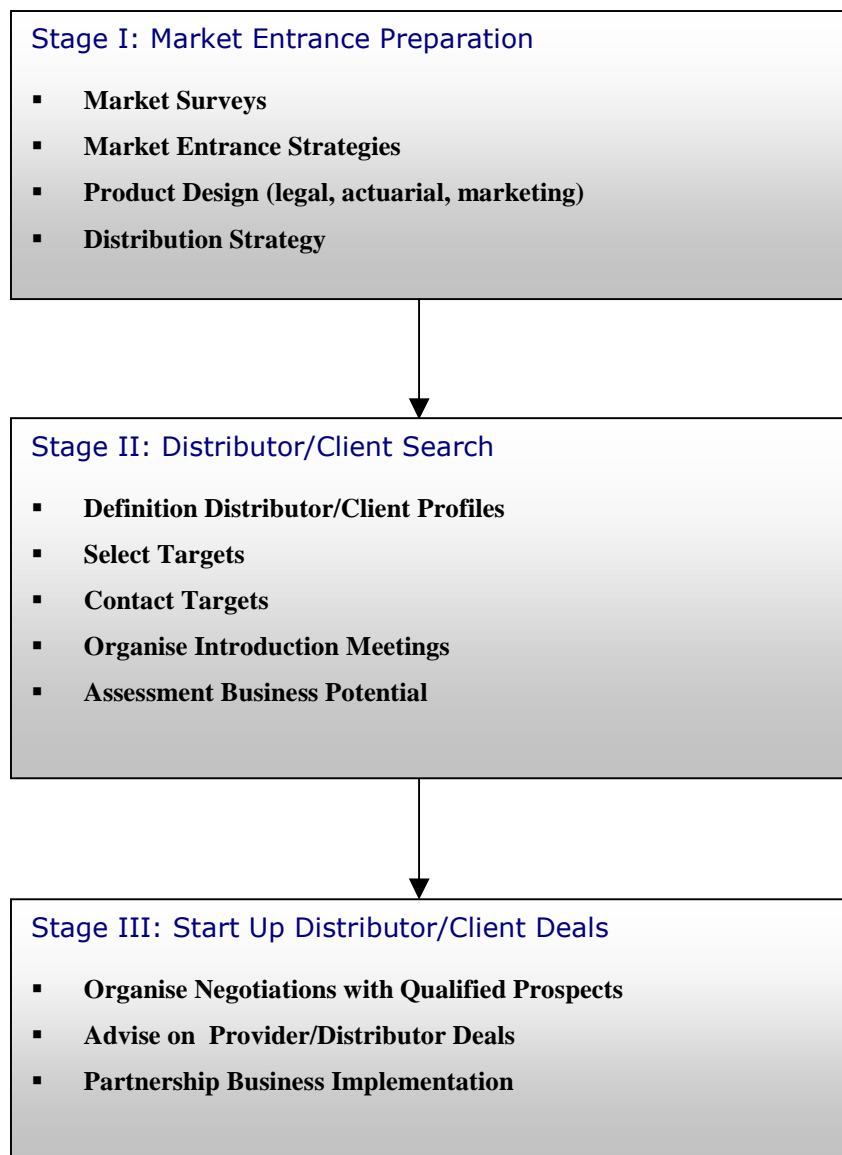 Stage I: Market Entrance Preparation
▪ Market Surveys
▪ Market Entrance Strategies
▪ Product Design (legal, actuarial, marketing)
▪ Distribution Strategy
Stage II: Distributor/Client Search
▪ Definition Distributor/Client Profiles
▪ Select Targets
▪ Contact Targets
▪ Organise Introduction Meetings
▪ Assessment Business Potential
Stage III: Start Up Distributor/Client Deals
▪ Organise Negotiations with Qualified Prospects
▪ Advise on Provider/Distributor Deals
▪ Partnership Business Implementation